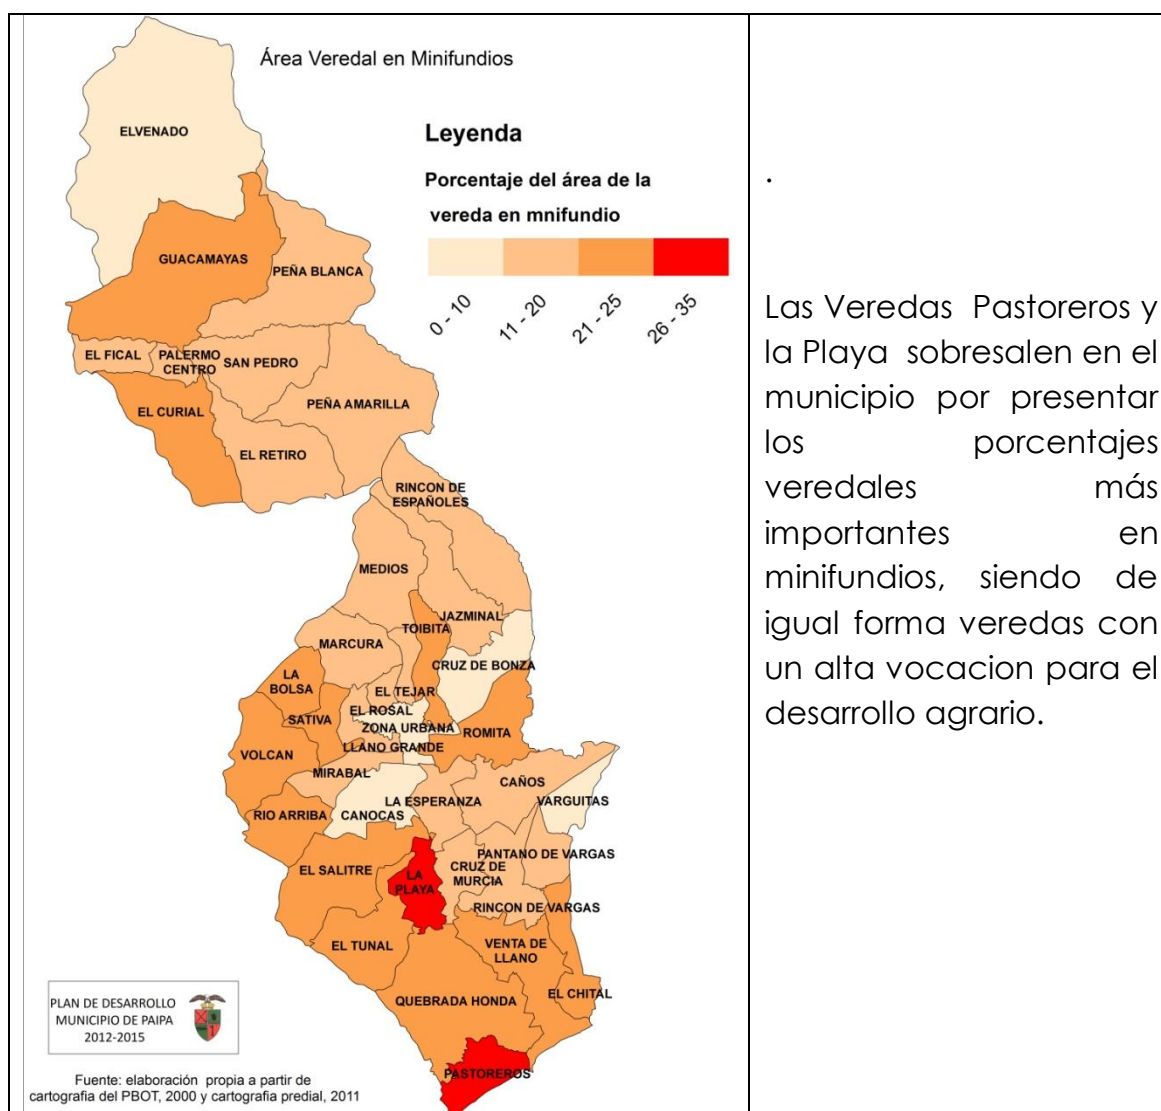 Área Veredal en Minifundios
Leyenda
Porcentaje del área de la
vereda en mnifundio
0 - 10
11 - 20
21 - 25
26 - 35
ELVENADO
GUACAMAYAS
PEÑA BLANCA
EL FICAL
PALERMO
CENTRO
SAN PEDRO
EL CURIAL
PEÑA AMARILLA
EL RETIRO
RINCON DE
ESPAÑOLES
MEDIOS
JAZMINAL
TOIBITA
MARCURA
CRUZ DE BONZA
LA
BOLSA
EL TEJAR
EL ROSAL
SATIVA
ZONA URBANA
ROMITA
LLANO GRANDE
VOLCAN
MIRABAL
CAÑOS
LA ESPERANZA
VARGUITAS
RIO ARRIBA
CANOCAS
PANTANO DE VARGAS
EL SALITRE
CRUZ DE
MURCIA
LA
PLAYA
RINCON DE VARGAS
EL TUNAL
VENTA DE
LLANO
QUEBRADA HONDA
EL CHITAL
PASTOREROS
PLAN DE DESARROLLO
MUNICIPIO DE PAIPA
2012-2015
Fuente: elaboración propia a partir de
cartografia del PBOT, 2000 y cartografia predial, 2011
.
Las Veredas Pastoreros y
la Playa sobresalen en el
municipio por presentar
los porcentajes
veredales más
importantes en
minifundios, siendo de
igual forma veredas con
un alta vocacion para el
desarrollo agrario.